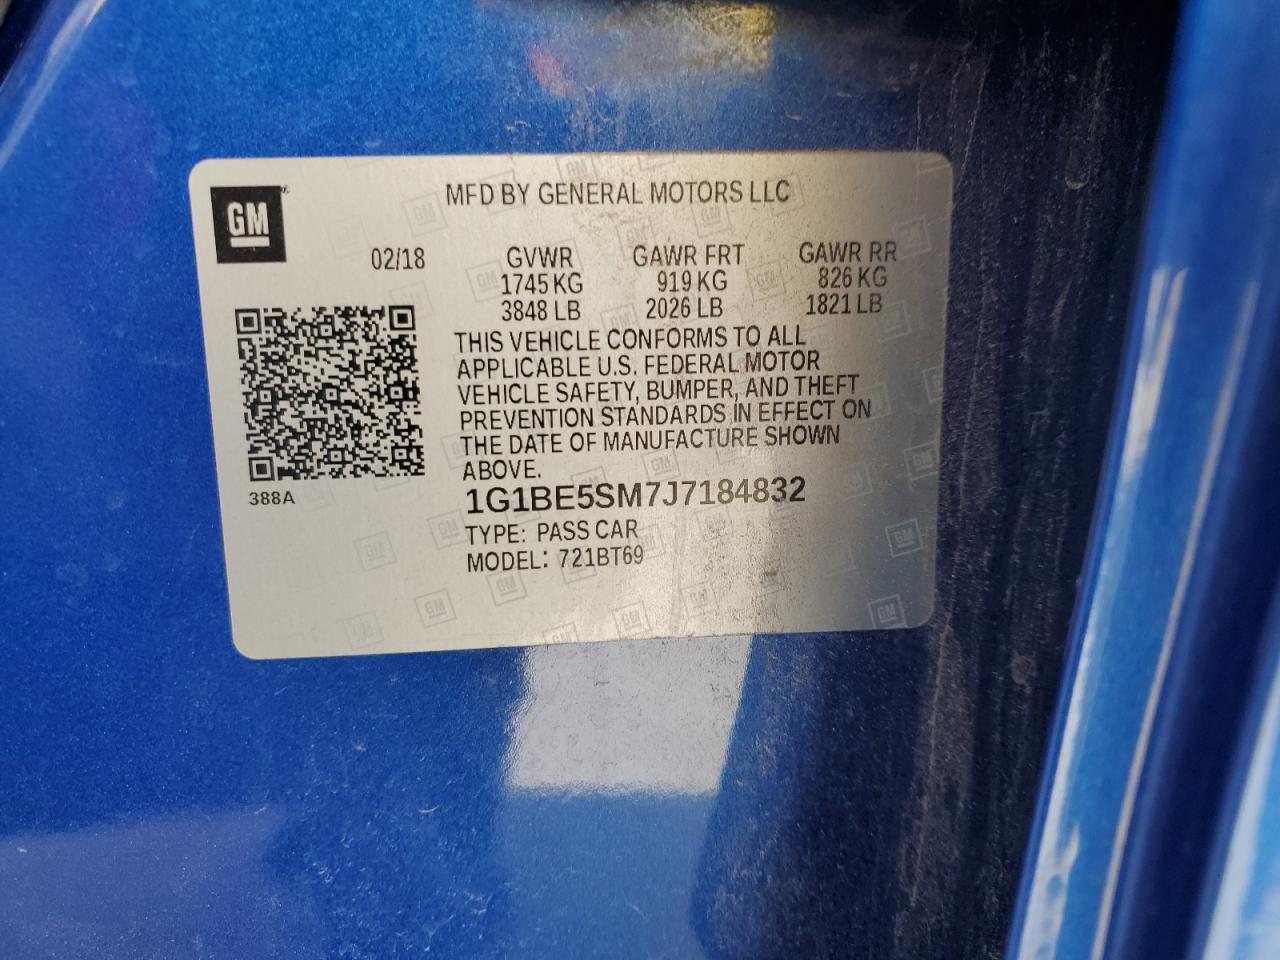 GM
MFD BY GENERAL MOTORS LLC
02/18 GVWR GAWR FRT GAWR RR
1745 KG 919 KG 826 KG
3848 LB 2026 LB 1821 LB
THIS VEHICLE CONFORMS TO ALL
APPLICABLE U.S. FEDERAL MOTOR
VEHICLE SAFETY, BUMPER, AND THEFT
PREVENTION STANDARDS IN EFFECT ON
THE DATE OF MANUFACTURE SHOWN
ABOVE.
388A
1G1BE5SM7J7184832
TYPE: PASS CAR
MODEL: 721BT69